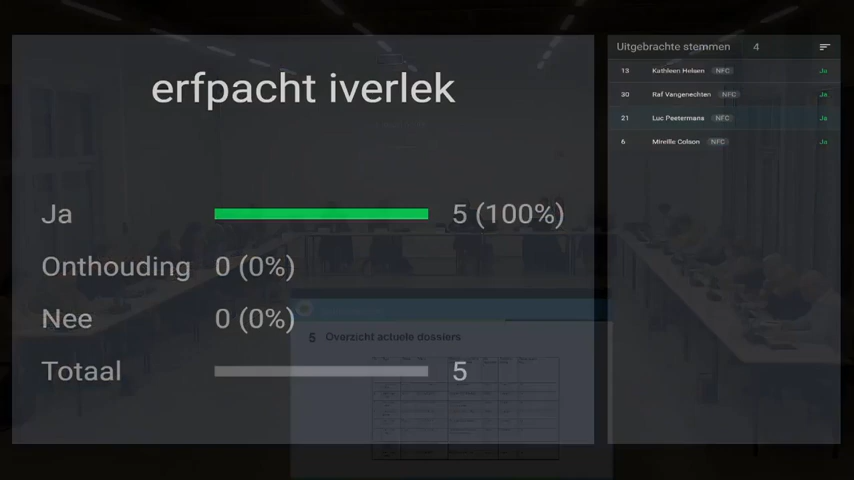 erfpacht iverlek
Ja 5 (100%)
Onthouding 0 (0%)
Nee 0 (0%)
Totaal 5
Uitgebrachte stemmen 4
13 Kathleen Helsen NFC Ja
30 Raf Vangenechten NFC Ja
21 Luc Peetermans NFC Ja
6 Mireille Colson NFC Ja
5 Overzicht actuele dossiers